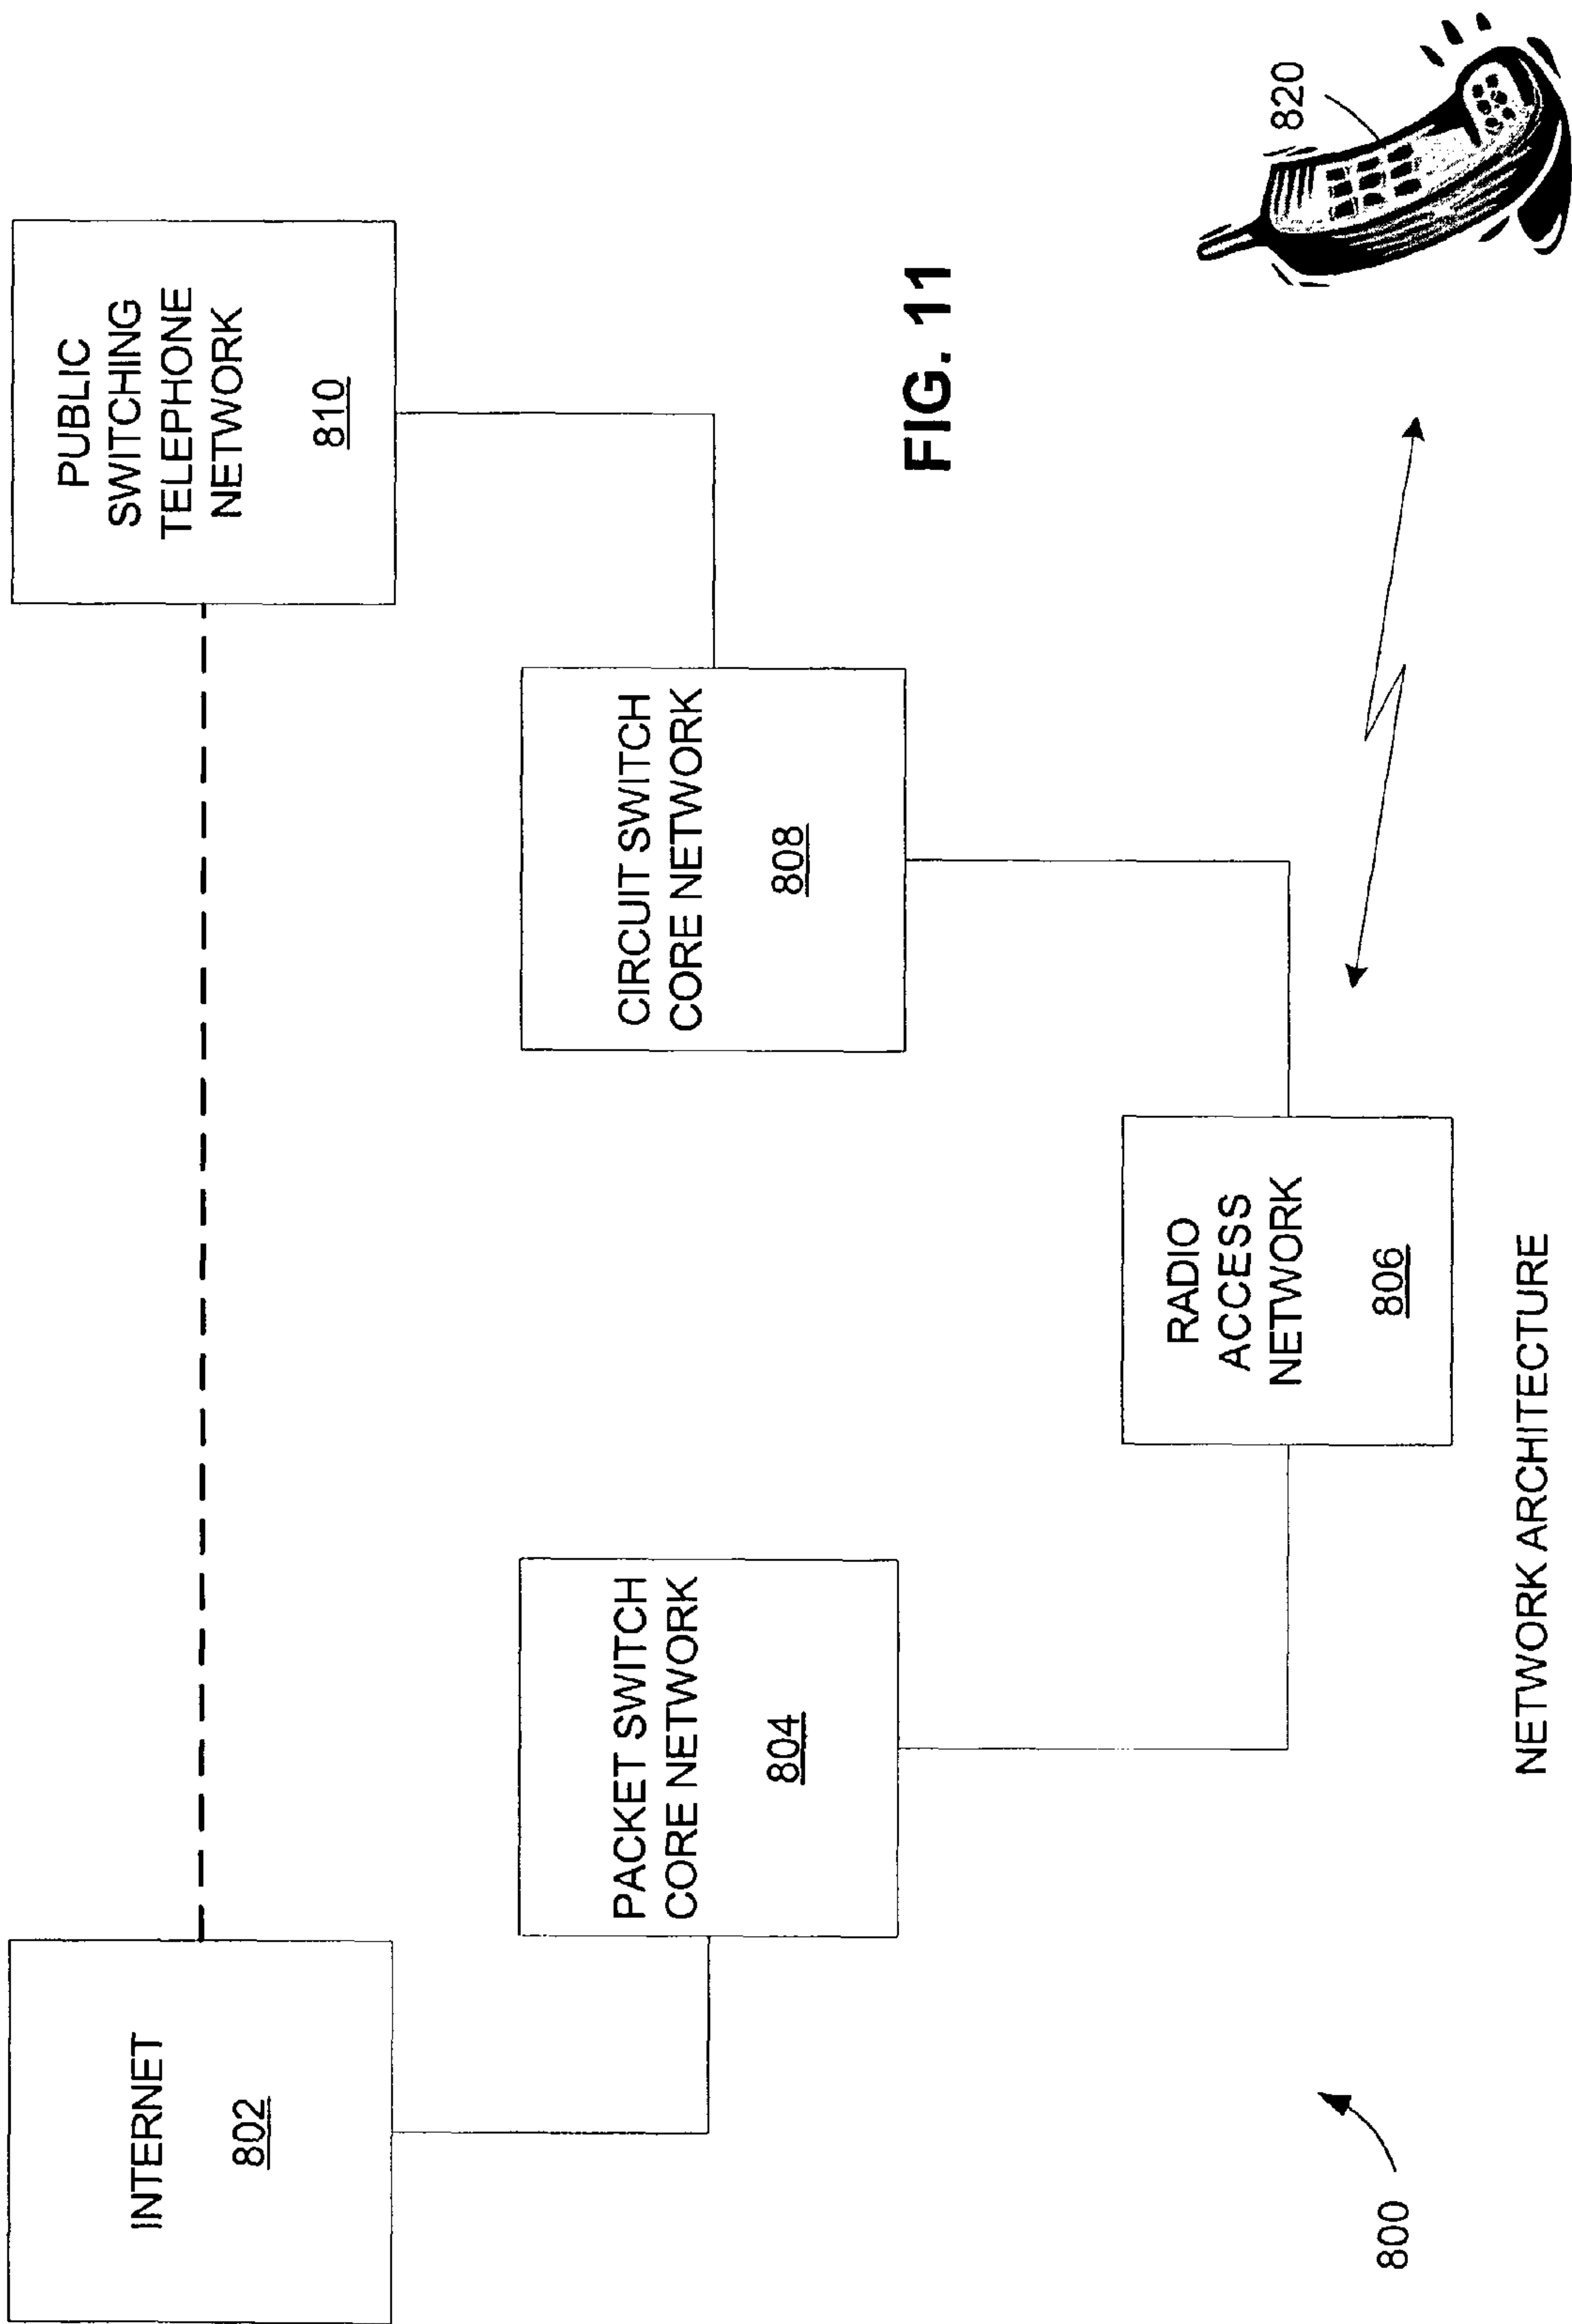 INTERNET
802
PUBLIC
SWITCHING
TELEPHONE
NETWORK
810
PACKET SWITCH
CORE NETWORK
804
CIRCUIT SWITCH
CORE NETWORK
808
FIG. 11
RADIO
ACCESS
NETWORK
806
820
800
NETWORK ARCHITECTURE